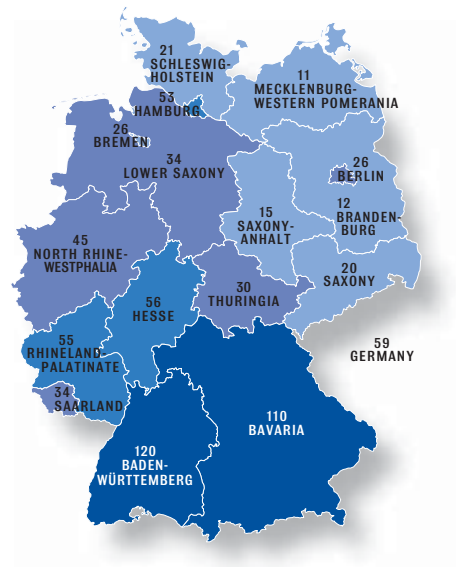 21
SCHLESWIG-
HOLSTEIN
11
MECKLENBURG-
WESTERN POMERANIA
53
HAMBURG
26
BREMEN
34
LOWER SAXONY
26
BERLIN
12
BRANDEN-
BURG
15
SAXONY-
ANHALT
45
NORTH RHINE-
WESTPHALIA
20
SAXONY
30
THURINGIA
56
HESSE
59
GERMANY
55
RHINELAND-
PALATINATE
34
SAARLAND
110
BAVARIA
120
BADEN-
WÜRTTEMBERG